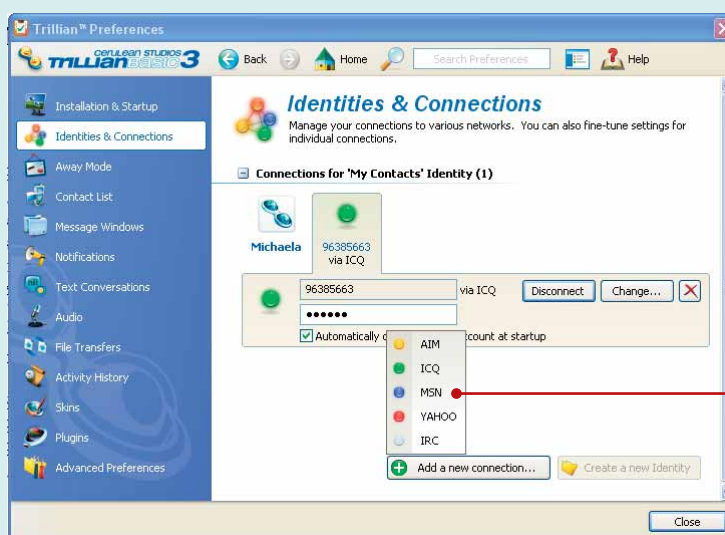 Trillian™ Preferences
CERULEAN STUDIOS
TRILLIAN BASIC 3
Back
Home
Search Preferences
Help
Installation & Startup
Identities & Connections
Away Mode
Contact List
Message Windows
Notifications
Text Conversations
Audio
File Transfers
Activity History
Skins
Plugins
Advanced Preferences
Identities & Connections
Manage your connections to various networks. You can also fine-tune settings for
individual connections.
Connections for 'My Contacts' Identity (1)
Michaela
96385663
via ICQ
96385663 via ICQ Disconnect Change...
••••••
Automatically count at startup
AIM
ICQ
MSN
YAHOO
IRC
Add a new connection... Create a new Identity
Close